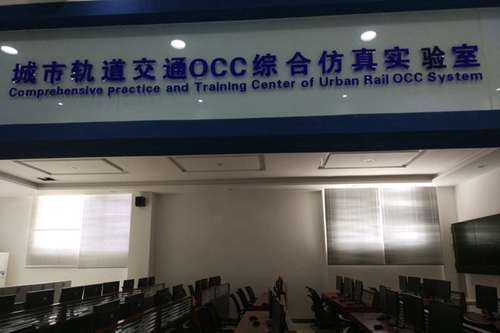 城市轨道交通OCC综合仿真实验室
Comprehensive practice and Training Center of Urban Rail OCC System